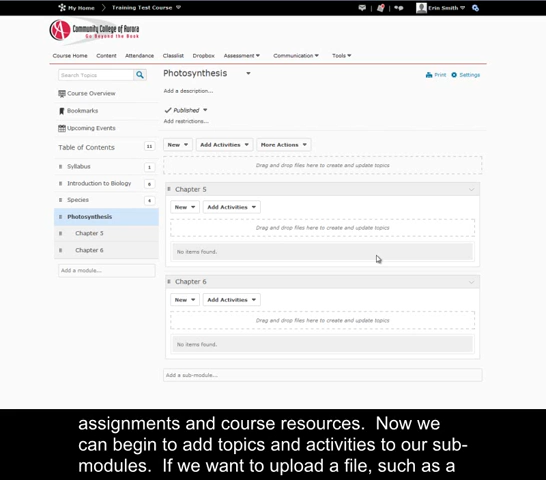 My Home
Training Test Course
Erin Smith
Community College of Aurora
Go Beyond the Book
Course Home Content Attendance Classlist Dropbox Assessment Communication Tools
Search Topics
Photosynthesis
Print Settings
Course Overview
Add a description...
Bookmarks
Published
Add restrictions...
Upcoming Events
Table of Contents 11
New Add Activities More Actions
Syllabus 1
Drag and drop files here to create and update topics
Introduction to Biology 8
Chapter 5
Species 4
New Add Activities
Photosynthesis
Drag and drop files here to create and update topics
Chapter 5
Chapter 6
No items found.
Add a module...
Chapter 6
New Add Activities
Drag and drop files here to create and update topics
No items found.
Add a sub-module...
assignments and course resources.  Now we
can begin to add topics and activities to our sub-
modules.  If we want to upload a file, such as a